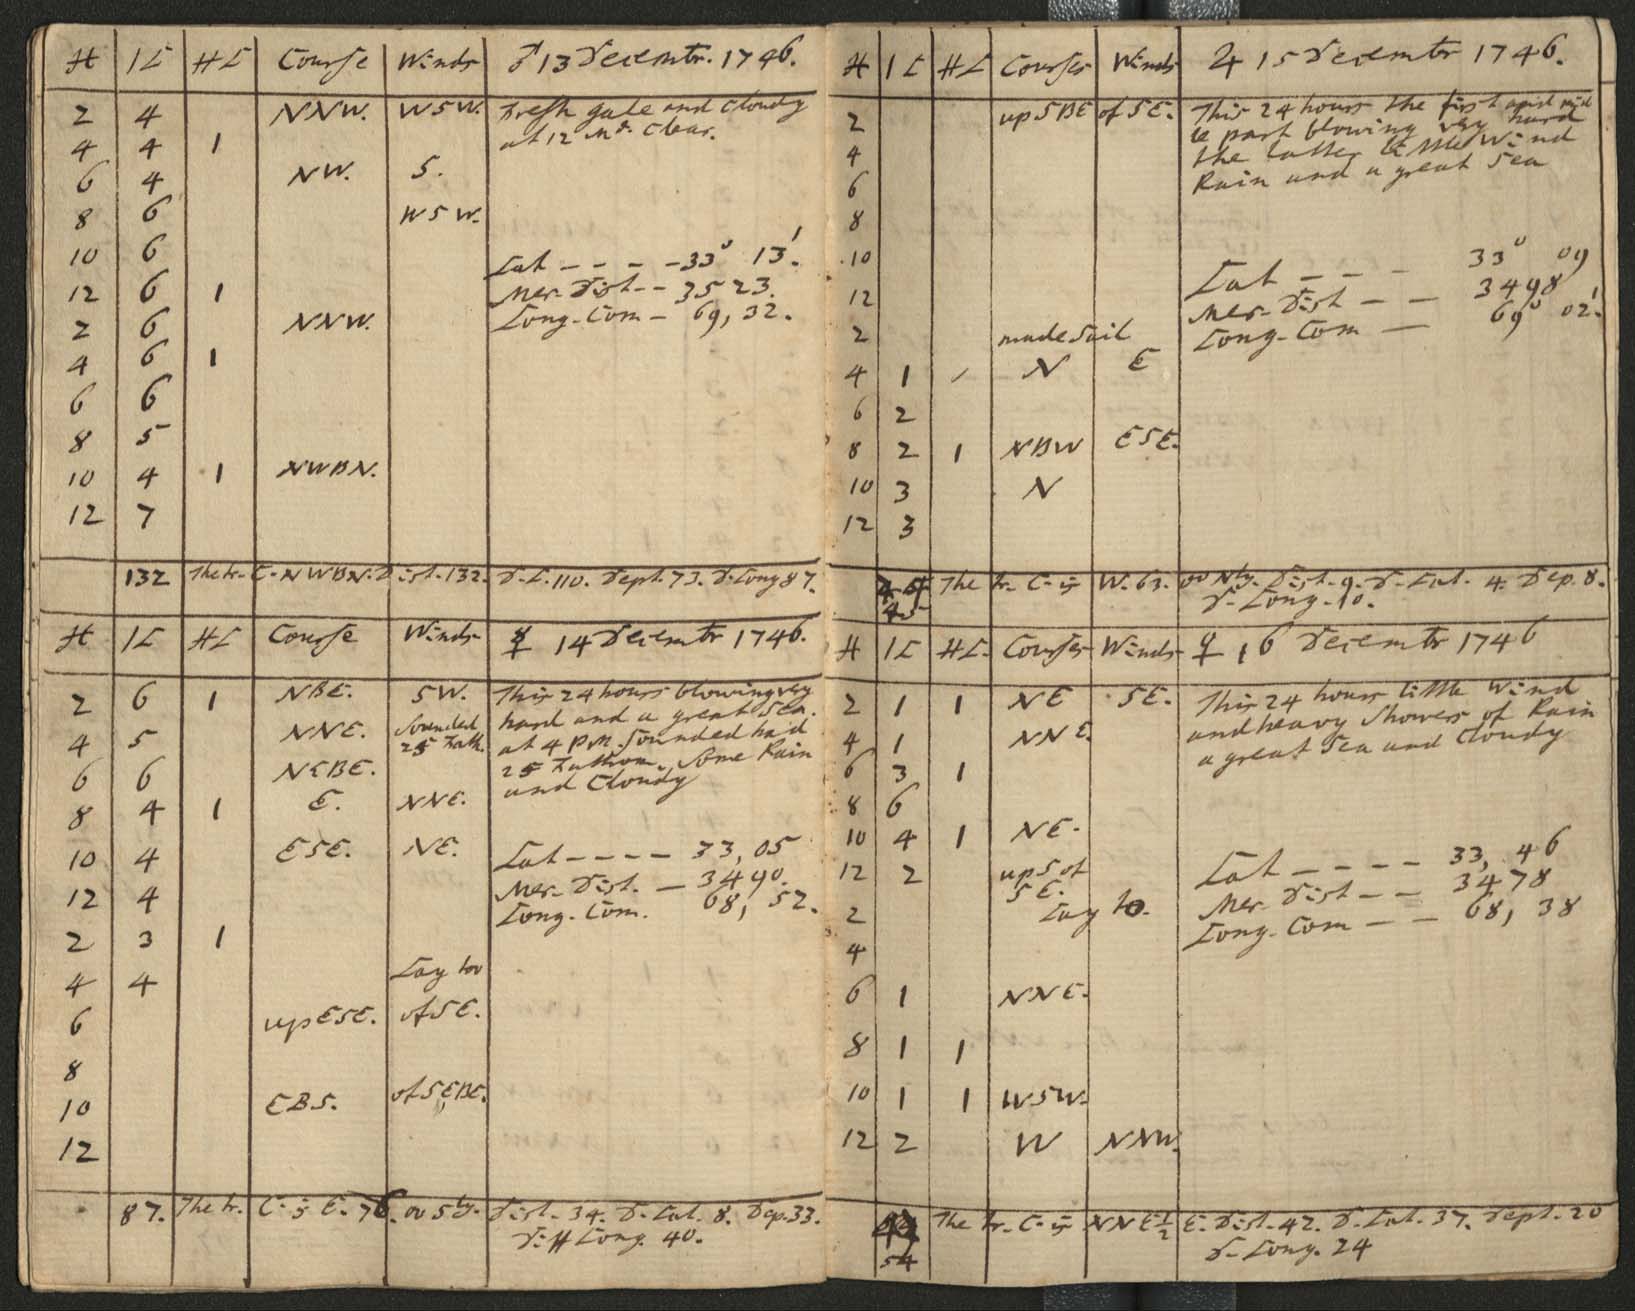 H K HK Course Winds ♂ 13 Decembr. 1746.
2 4 NNW. WSW. Fresh gale and Cloudy
4 4 1 at 12 Md. Clear.
6 4 NW. S.
8 6 WSW.
10 6 Lat - - - - 33° 13'.
12 6 1 Mer. Dist - - 3523.
2 6 NNW. Long. Com - 69, 32.
4 6 1
6 6
8 5
10 4 1 NWBN.
12 7
132 The tr. C. NWBN. Dist. 132. D. L. 110. Dept. 73. D. Long 87.
H K HK Course Winds ☿ 14 Decembr 1746.
2 6 1 NBE. SW. This 24 hours blowing very
hard and a great Sea.
4 5 NNE. Sounded 25 Fath. at 4 P.M. Sounded had
6 6 NEBE. 25 Fathom. Some Rain
8 4 1 E. NNE. and Cloudy
10 4 ESE. NE. Lat - - - - 33, 05
12 4 Mer. Dist. - 3490.
2 3 1 Long. Com. 68, 52.
4 4 Lay too
6 up ESE. of SE.
8
10 EBS. of SEBE.
12
87. The tr. C. is E. 76. oo Sly. Dist. 34. D. Lat. 8. Dep. 33.
D. Long. 40.
H K HK Courses Winds ♃ 15 Decembr 1746.
2 up SBE of SE. This 24 hours the first and mid
le part blowing very hard
4 the latter little Wind
6 Rain and a great Sea
8
10 Lat - - - 33° 09
12 Mer. Dist - - 3498
2 made Sail Long. Com - 69° 02'.
4 1 N E
6 2
8 2 1 NBW ESE.
10 3 N
12 3
45 The tr. C. is W. 63. oo Nly. Dist. 9. D. Lat. 4. Dep. 8.
D. Long. 10.
H K HK. Courses Winds ♀ 16 Decembr 1746
2 1 1 NE SE. This 24 hours little Wind
4 1 NNE. and heavy Showers of Rain
6 3 1 a great Sea and Cloudy
8 6
10 4 1 NE. Lat - - - - 33, 46
12 2 up S of SE. Mer. Dist - - 3478
2 Lay to. Long. Com - - - 68, 38
4
6 1 NNE.
8 1 1
10 1 1 WSW.
12 2 W NNW.
54 The tr. C. is NNE ½ E. Dist. 42. D. Lat. 37. Dept. 20
D. Long. 24